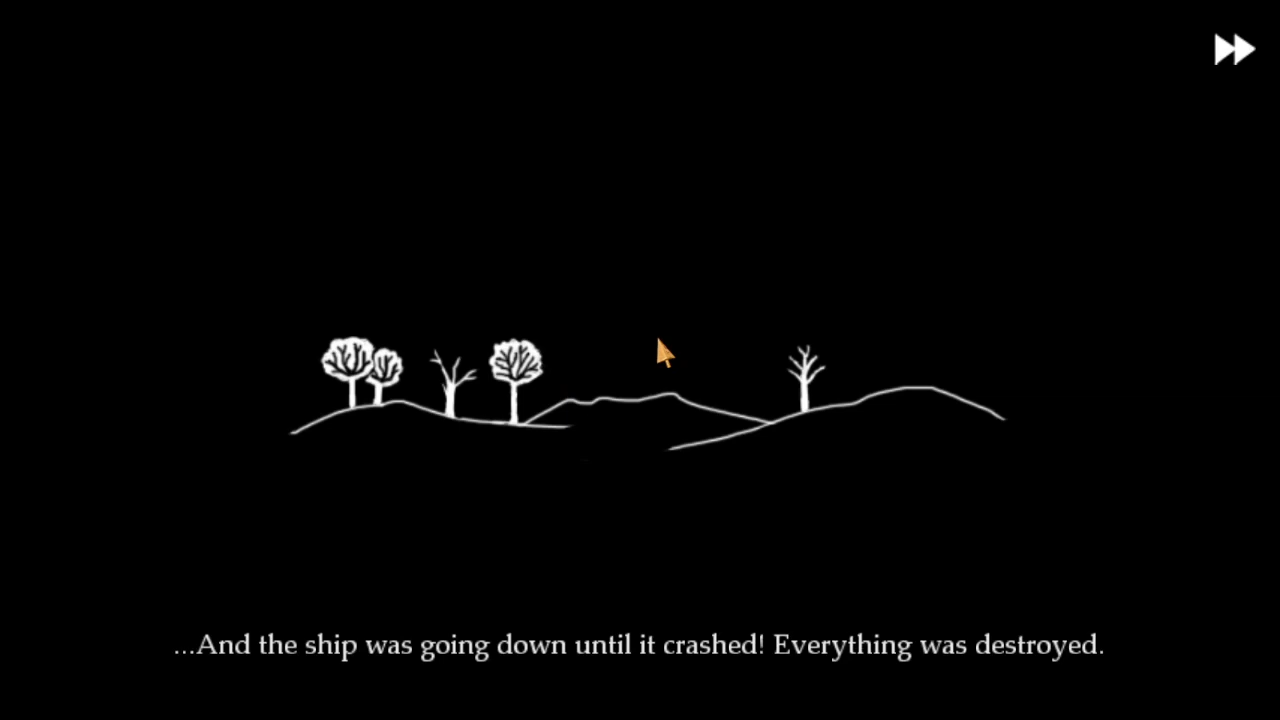 ...And the ship was going down until it crashed! Everything was destroyed.